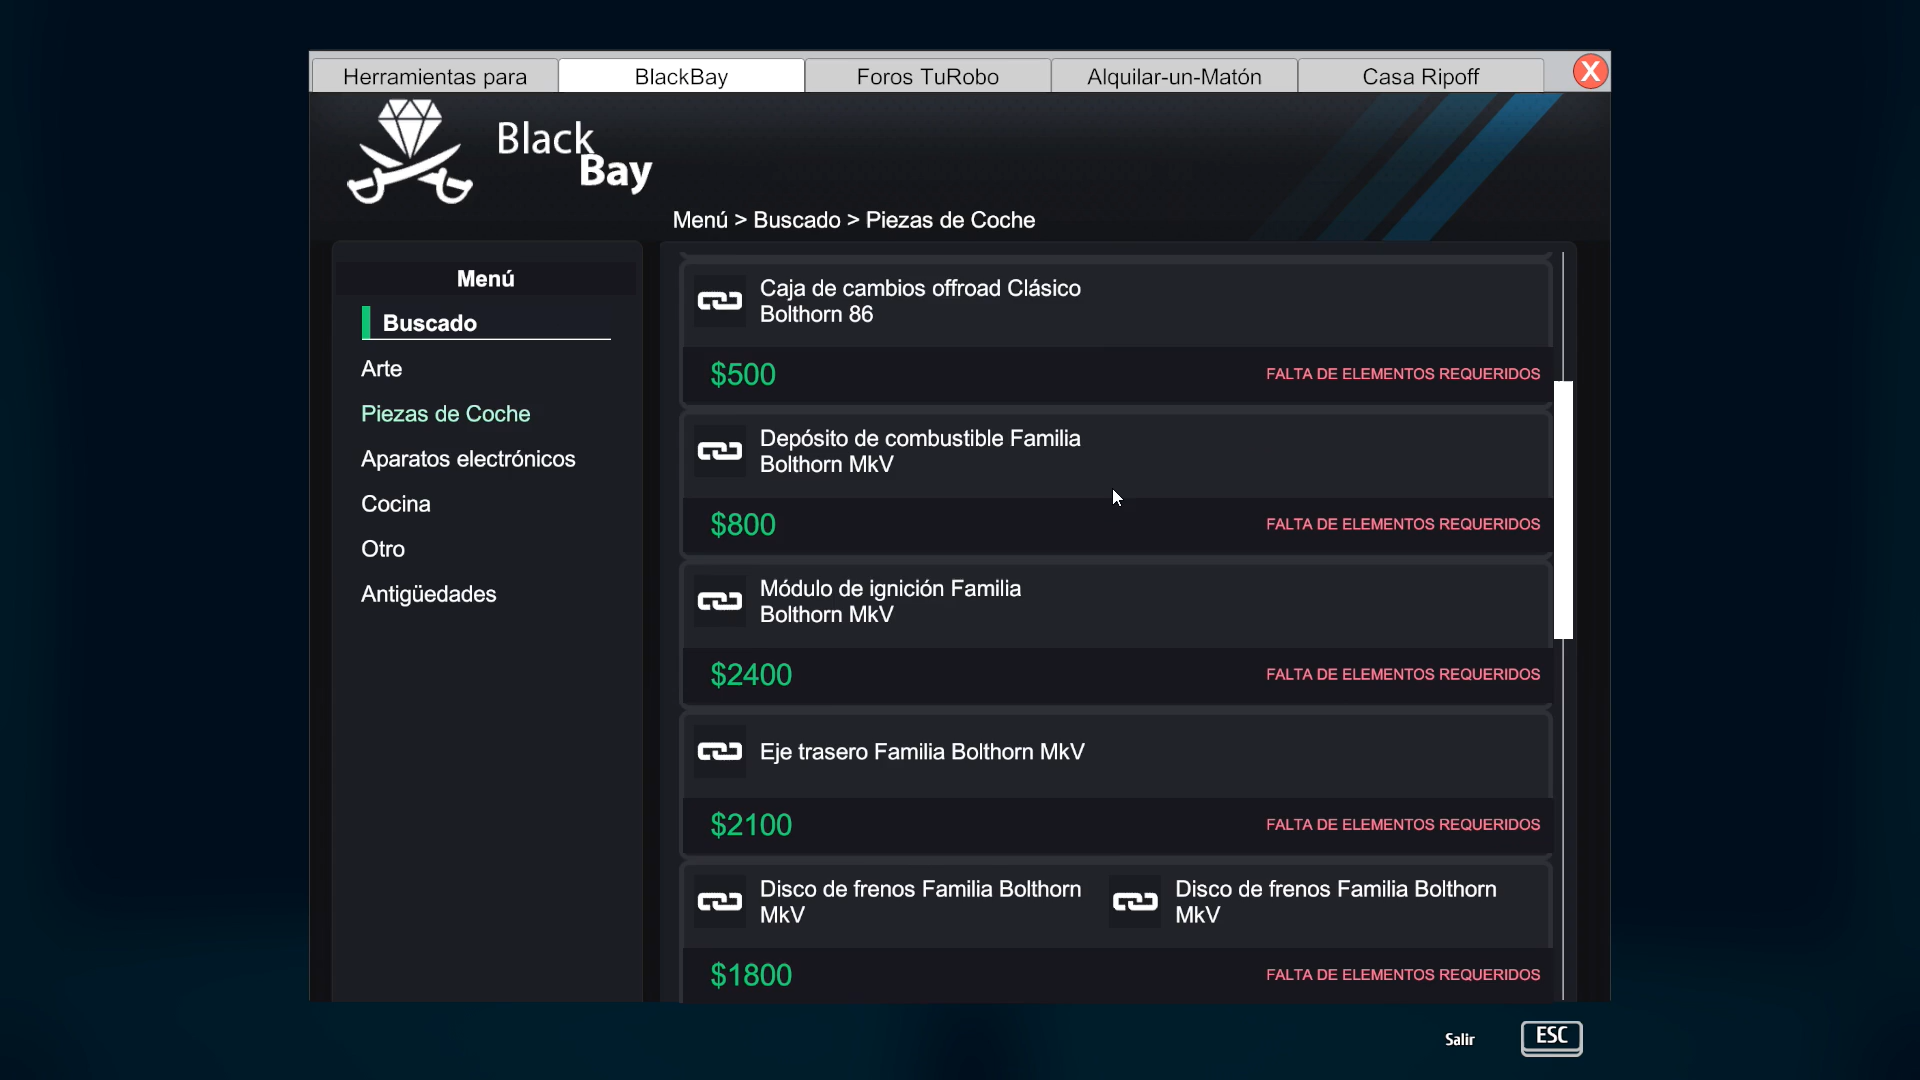 Herramientas para
BlackBay
Foros TuRobo
Alquilar-un-Matón
Casa Ripoff
X
Black
Bay
Menú > Buscado > Piezas de Coche
Menú
Buscado
Arte
Piezas de Coche
Aparatos electrónicos
Cocina
Otro
Antigüedades
Caja de cambios offroad Clásico
Bolthorn 86
$500
FALTA DE ELEMENTOS REQUERIDOS
Depósito de combustible Familia
Bolthorn MkV
$800
FALTA DE ELEMENTOS REQUERIDOS
Módulo de ignición Familia
Bolthorn MkV
$2400
FALTA DE ELEMENTOS REQUERIDOS
Eje trasero Familia Bolthorn MkV
$2100
FALTA DE ELEMENTOS REQUERIDOS
Disco de frenos Familia Bolthorn
MkV
Disco de frenos Familia Bolthorn
MkV
$1800
FALTA DE ELEMENTOS REQUERIDOS
Salir
ESC